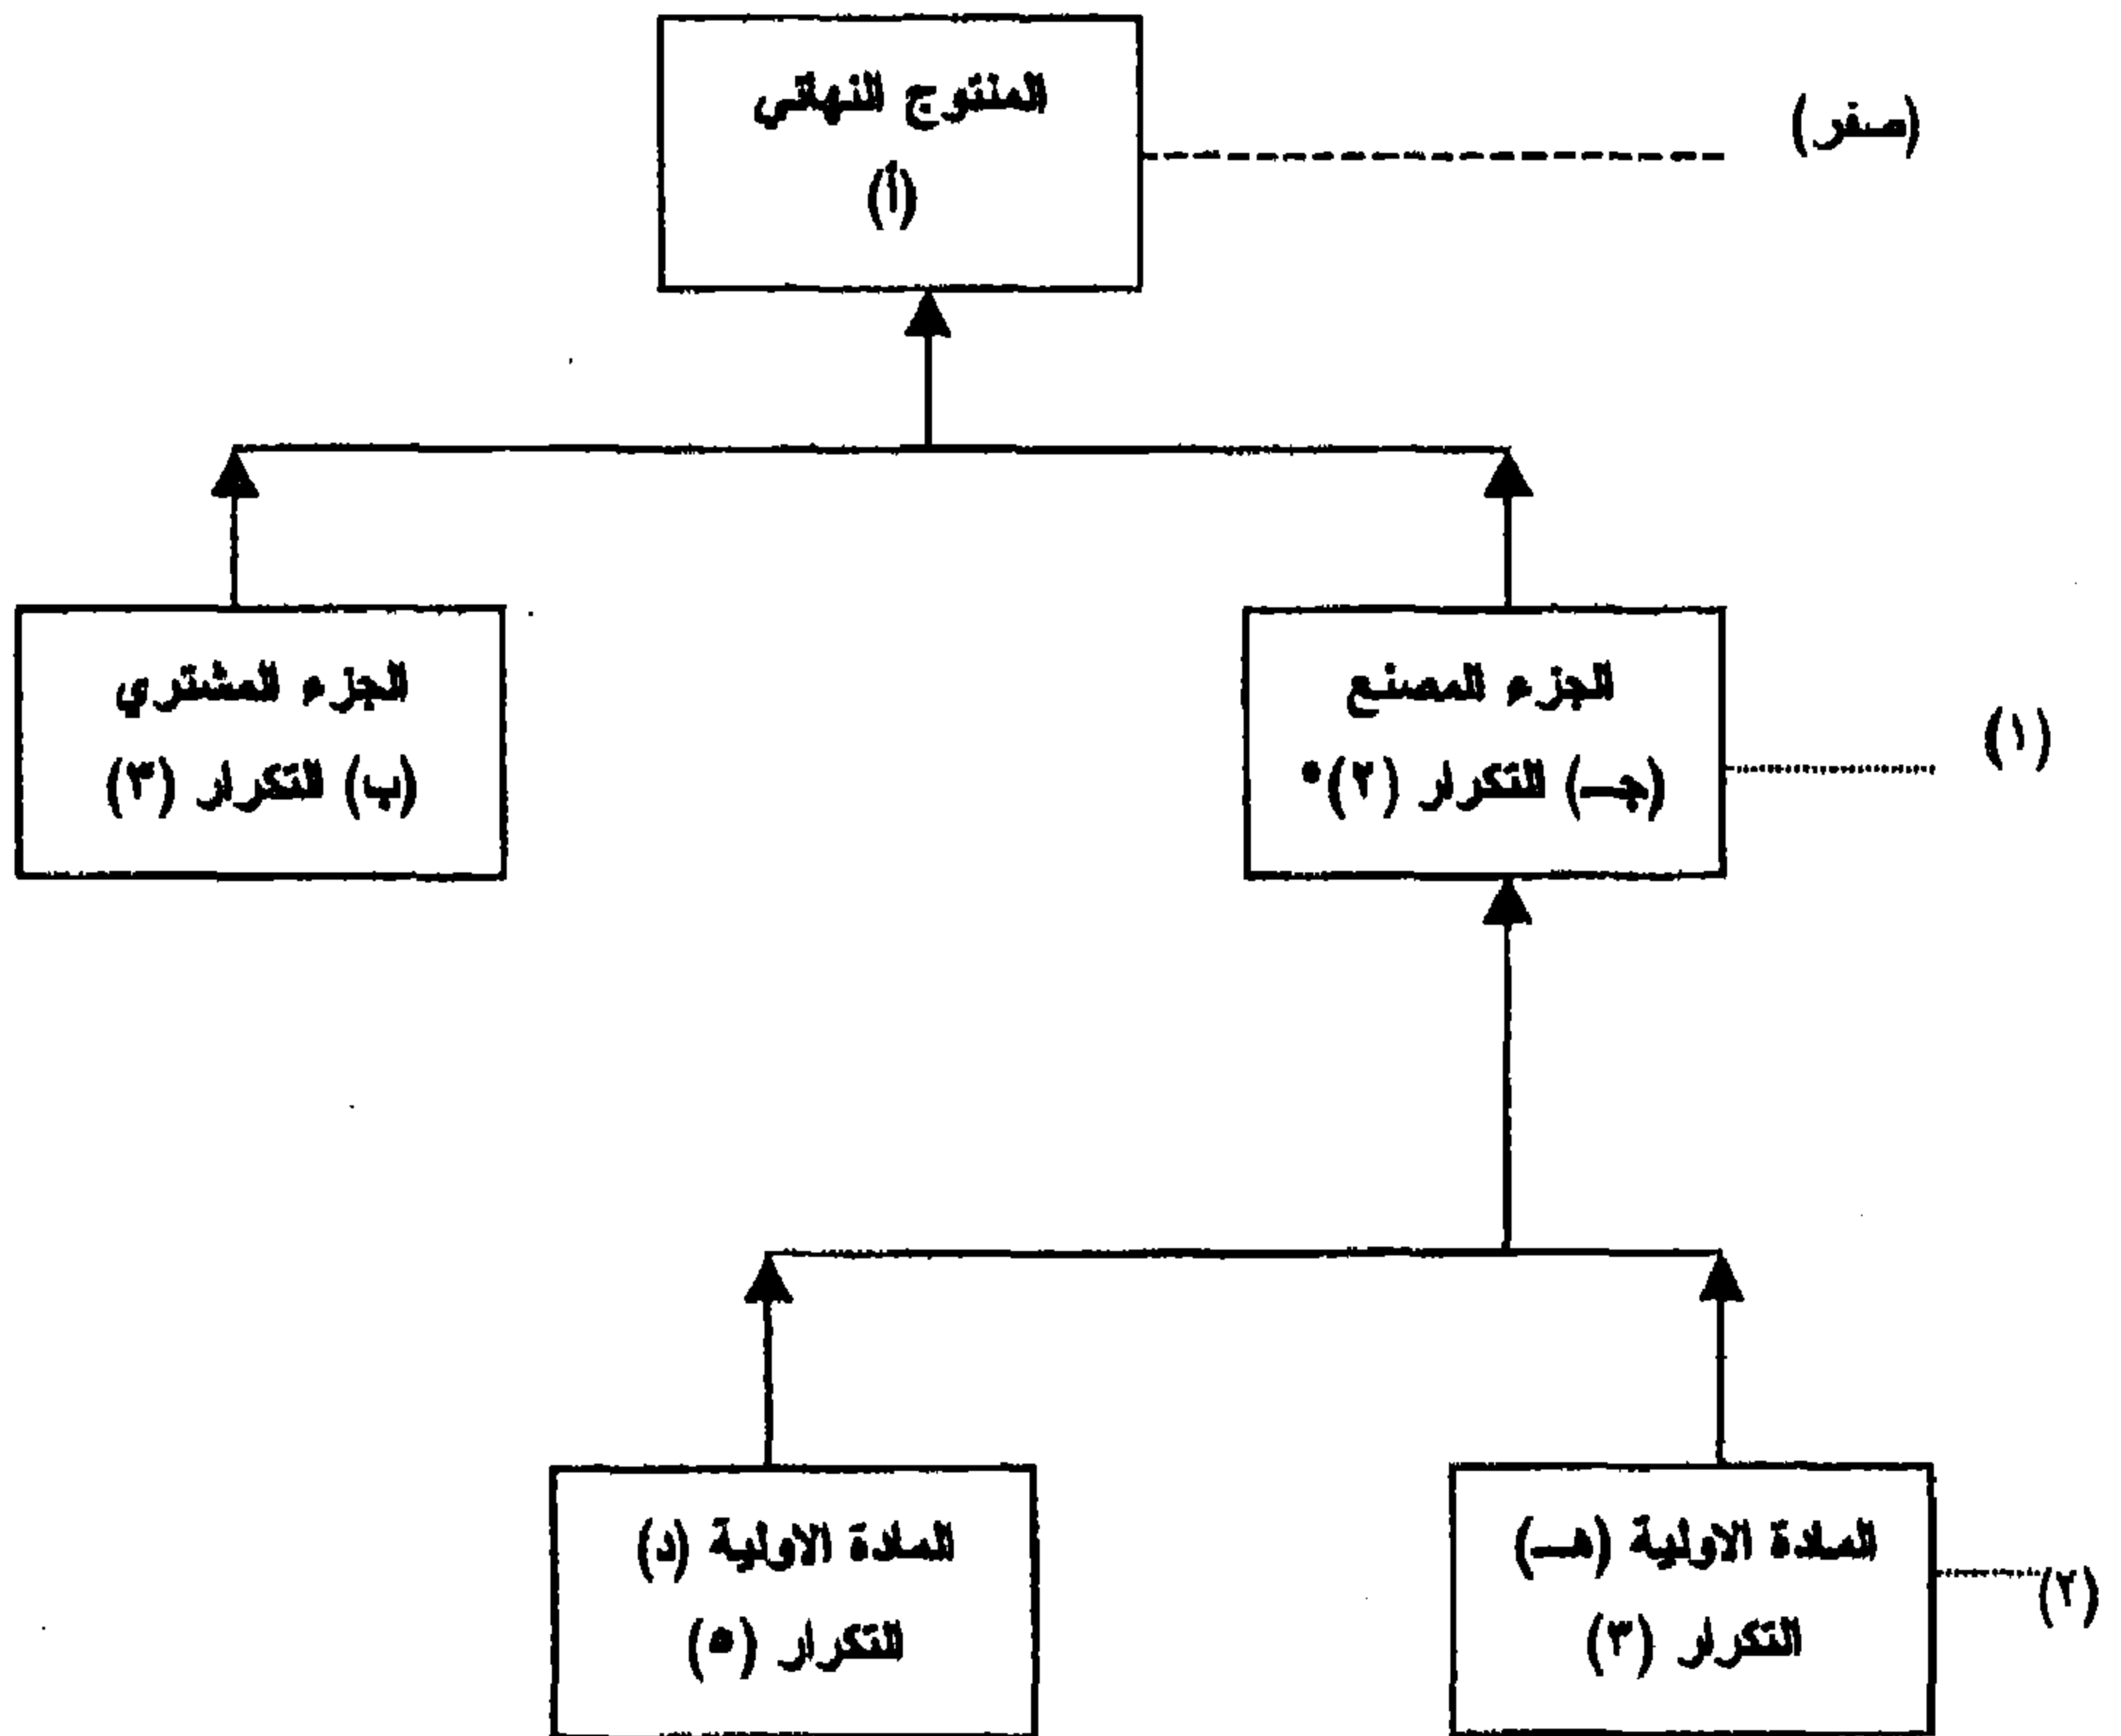 المنتوج النهائي
(أ)
(صفر)
الجزء المصنع
(جـ) التكرار (٢)*
(١)
الجزء المشتري
(ب) التكرار (٣)
المادة الاولية (هـ)
التكرار (٣)
(٢)
المادة الاولية (د)
التكرار (٥)